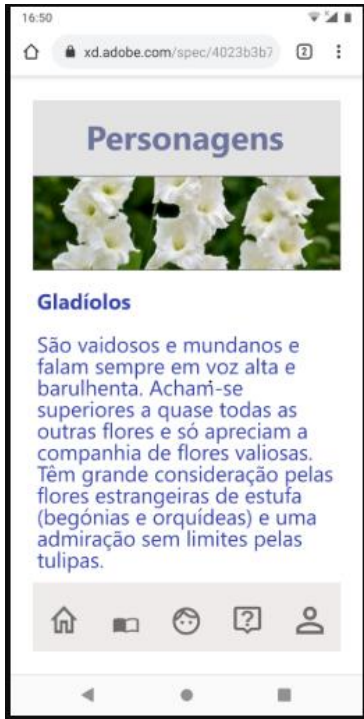 16:50
xd.adobe.com/spec/4023b3b7
2
Personagens
Gladíolos
São vaidosos e mundanos e
falam sempre em voz alta e
barulhenta. Acham-se
superiores a quase todas as
outras flores e só apreciam a
companhia de flores valiosas.
Têm grande consideração pelas
flores estrangeiras de estufa
(begónias e orquídeas) e uma
admiração sem limites pelas
tulipas.
?